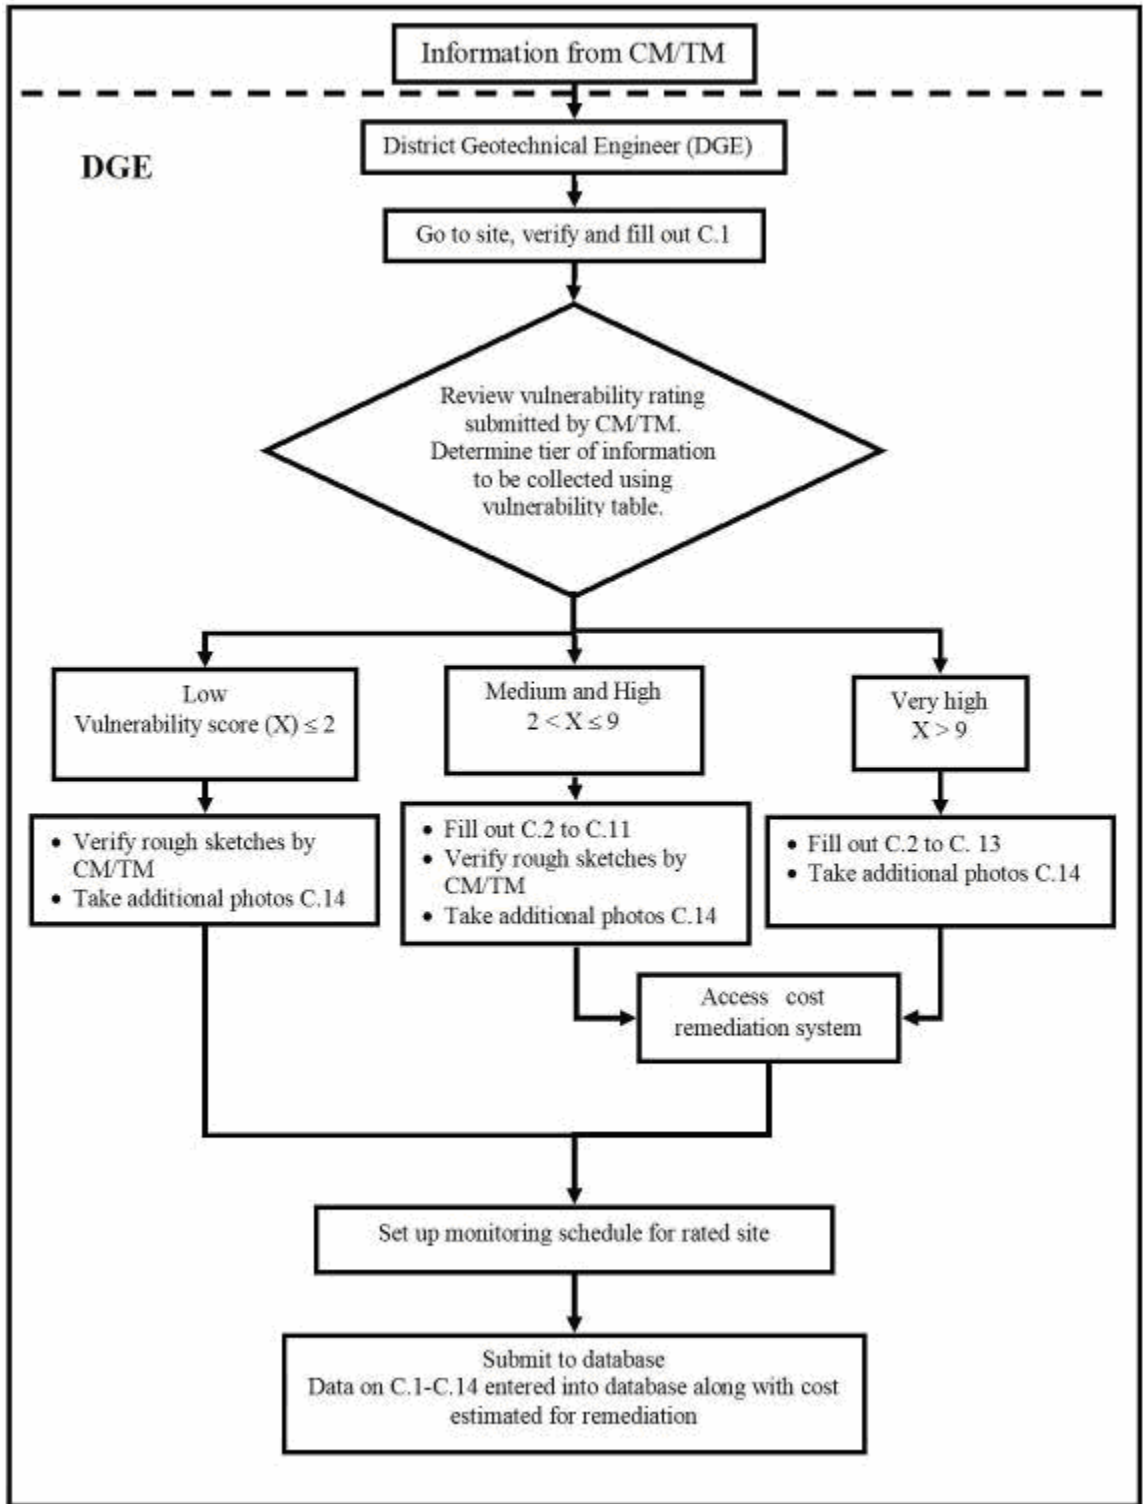 Information from CM/TM
DGE
District Geotechnical Engineer (DGE)
Go to site, verify and fill out C.1
Review vulnerability rating
submitted by CM/TM.
Determine tier of information
to be collected using
vulnerability table.
Low
Vulnerability score (X) ≤ 2
Medium and High
2 < X ≤ 9
Very high
X > 9
• Verify rough sketches by
CM/TM
• Take additional photos C.14
• Fill out C.2 to C.11
• Verify rough sketches by
CM/TM
• Take additional photos C.14
• Fill out C.2 to C. 13
• Take additional photos C.14
Access cost
remediation system
Set up monitoring schedule for rated site
Submit to database
Data on C.1-C.14 entered into database along with cost
estimated for remediation